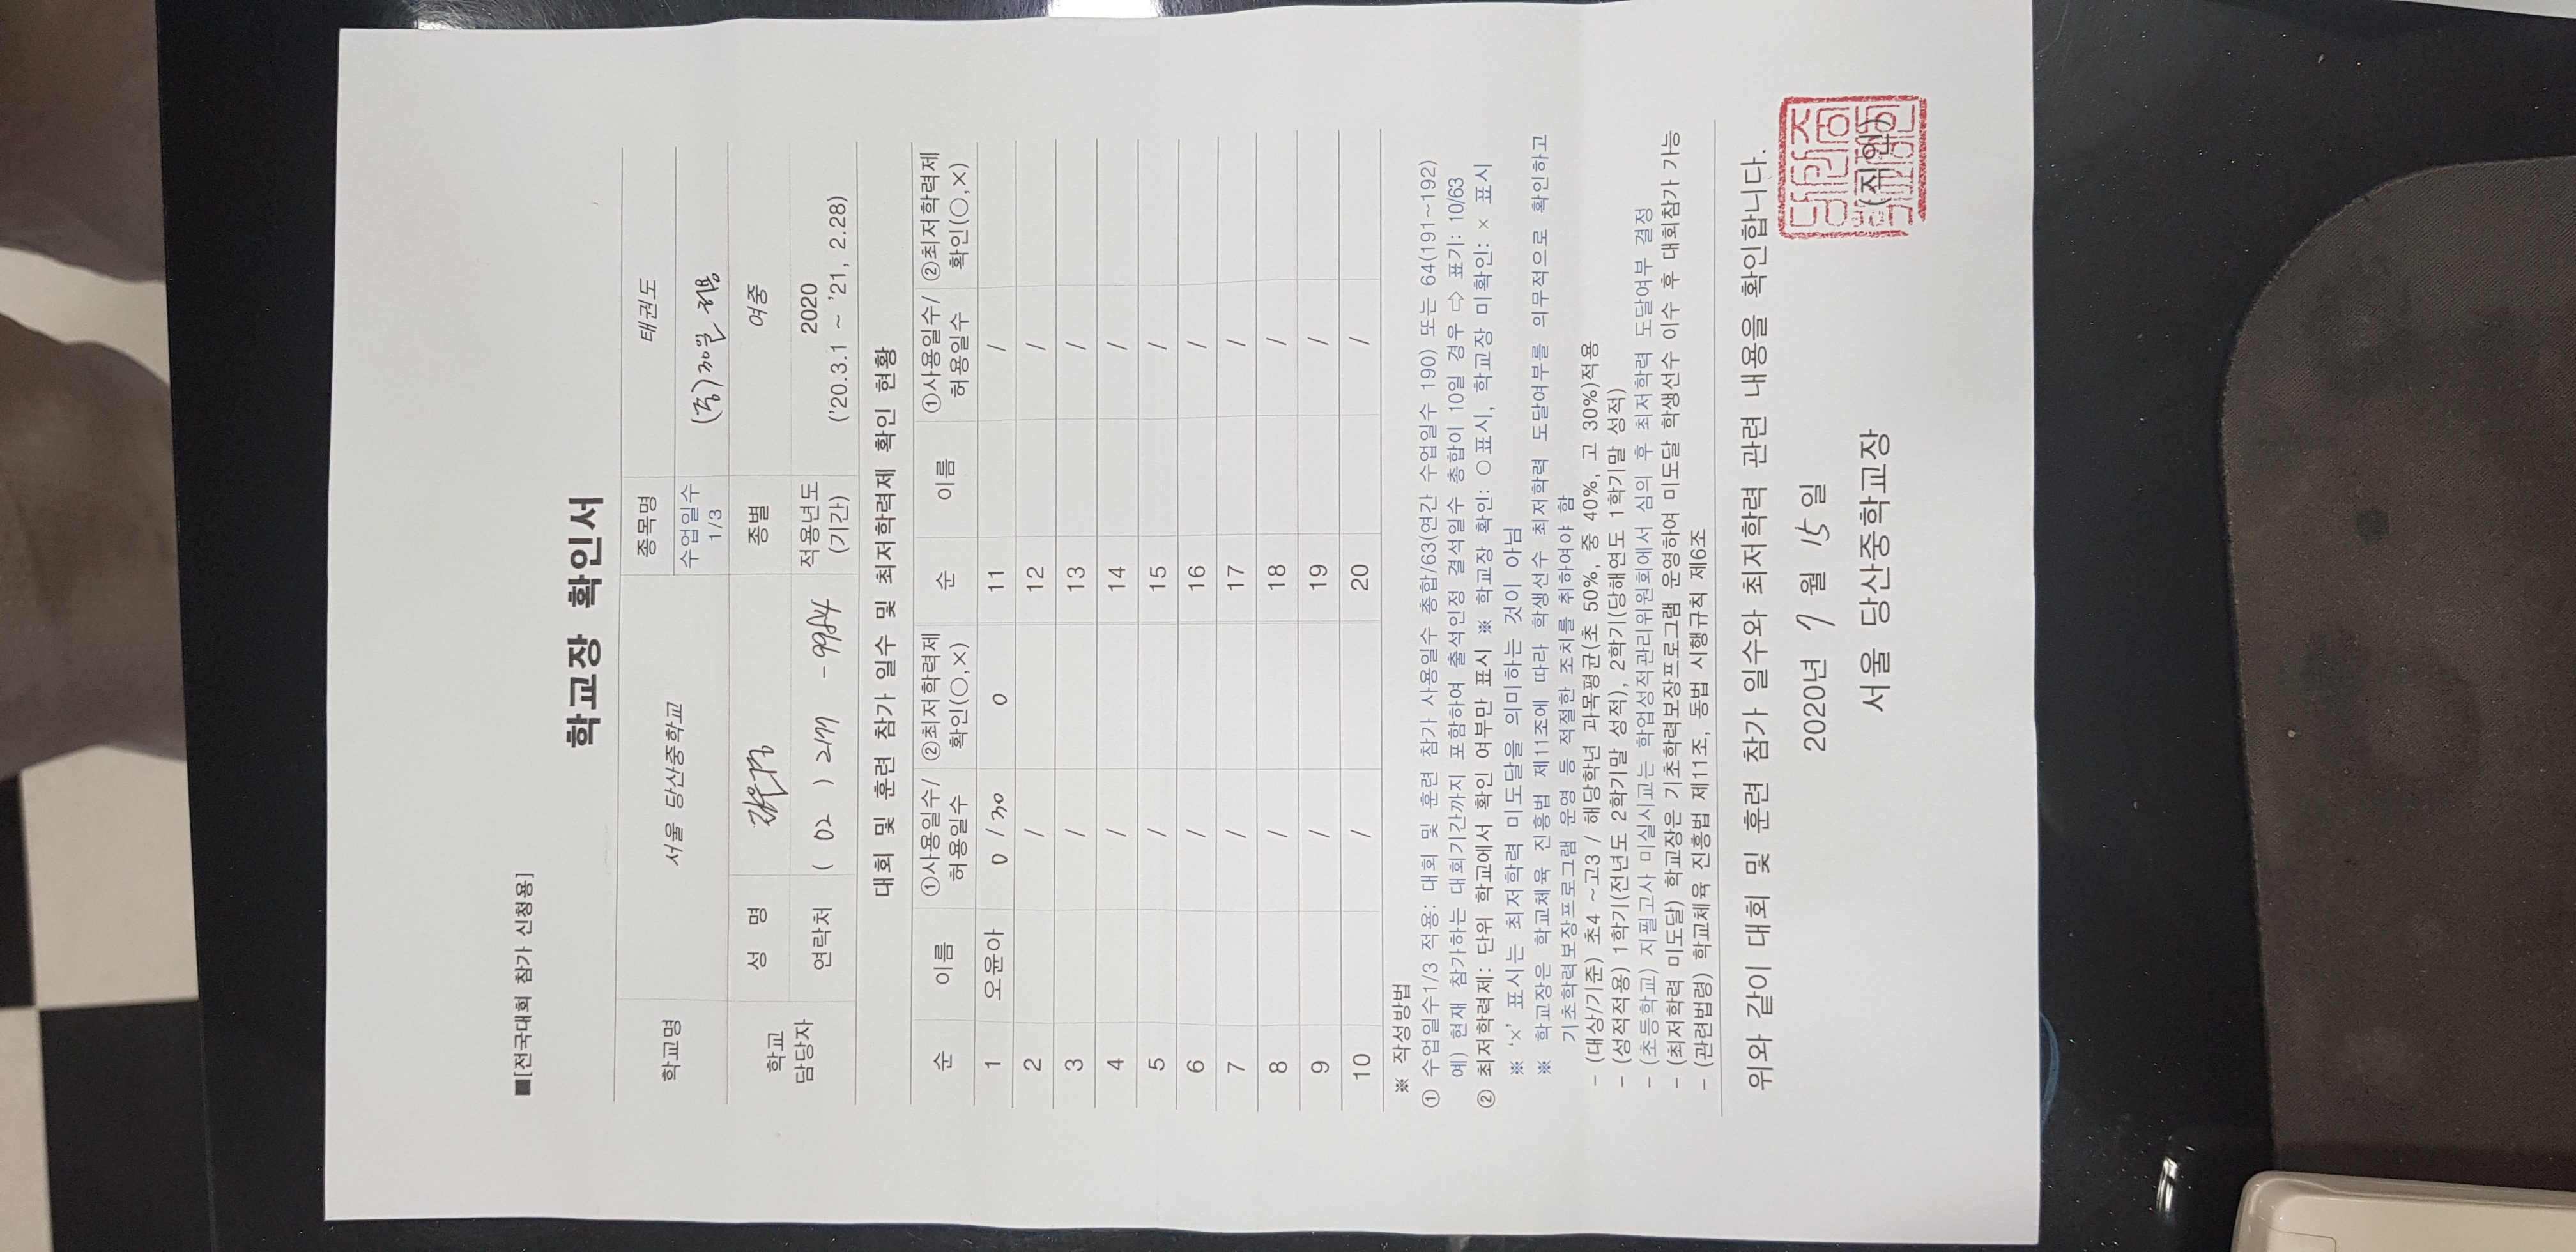 ■[전국대회 참가 신청용]
학교장 확인서
학교명 서울 당산중학교 종목명 태권도
수업일수 1/3 (중) 30일 적용
학교 담당자 성 명 종별 여중
연락처 ( 02 ) -9984 적용년도 (기간) 2020 ('20.3.1 ~ '21, 2.28)
대회 및 훈련 참가 일수 및 최저학력제 확인 현황
순 이름 ①사용일수/허용일수 ②최저학력제 확인(○,×) 순 이름 ①사용일수/허용일수 ②최저학력제 확인(○,×)
1 오윤아 0 / 30 0 11 /
2 / 12 /
3 / 13 /
4 / 14 /
5 / 15 /
6 / 16 /
7 / 17 /
8 / 18 /
9 / 19 /
10 / 20 /
※ 작성방법
① 수업일수1/3 적용: 대회 및 훈련 참가 사용일수 총합/63(연간 수업일수 190) 또는 64(191~192)
예) 현재 참가하는 대회기간까지 포함하여 출석인정 결석일수 총합이 10일 경우 ⇨ 표기: 10/63
② 최저학력제: 단위 학교에서 확인 여부만 표시 ※ 학교장 확인: ○표시, 학교장 미확인: × 표시
※ '×' 표시는 최저학력 미도달을 의미하는 것이 아님
※ 학교장은 학교체육 진흥법 제11조에 따라 학생선수 최저학력 도달여부를 의무적으로 확인하고
기초학력보장프로그램 운영 등 적절한 조치를 취하여야 함
- (대상/기준) 초4 ~고3 / 해당학년 과목평균(초 50%, 중 40%, 고 30%)적용
- (성적적용) 1학기(전년도 2학기말 성적), 2학기(당해연도 1학기말 성적)
- (초등학교) 지필고사 미실시교는 학업성적관리위원회에서 심의 후 최저학력 도달여부 결정
- (최저학력 미도달) 학교장은 기초학력보장프로그램 운영하여 미도달 학생선수 이수 후 대회참가 가능
- (관련법령) 학교체육 진흥법 제11조, 동법 시행규칙 제6조
위와 같이 대회 및 훈련 참가 일수와 최저학력 관련 내용을 확인합니다.
2020년 7 월 15 일
서울 당산중학교장 (직인)